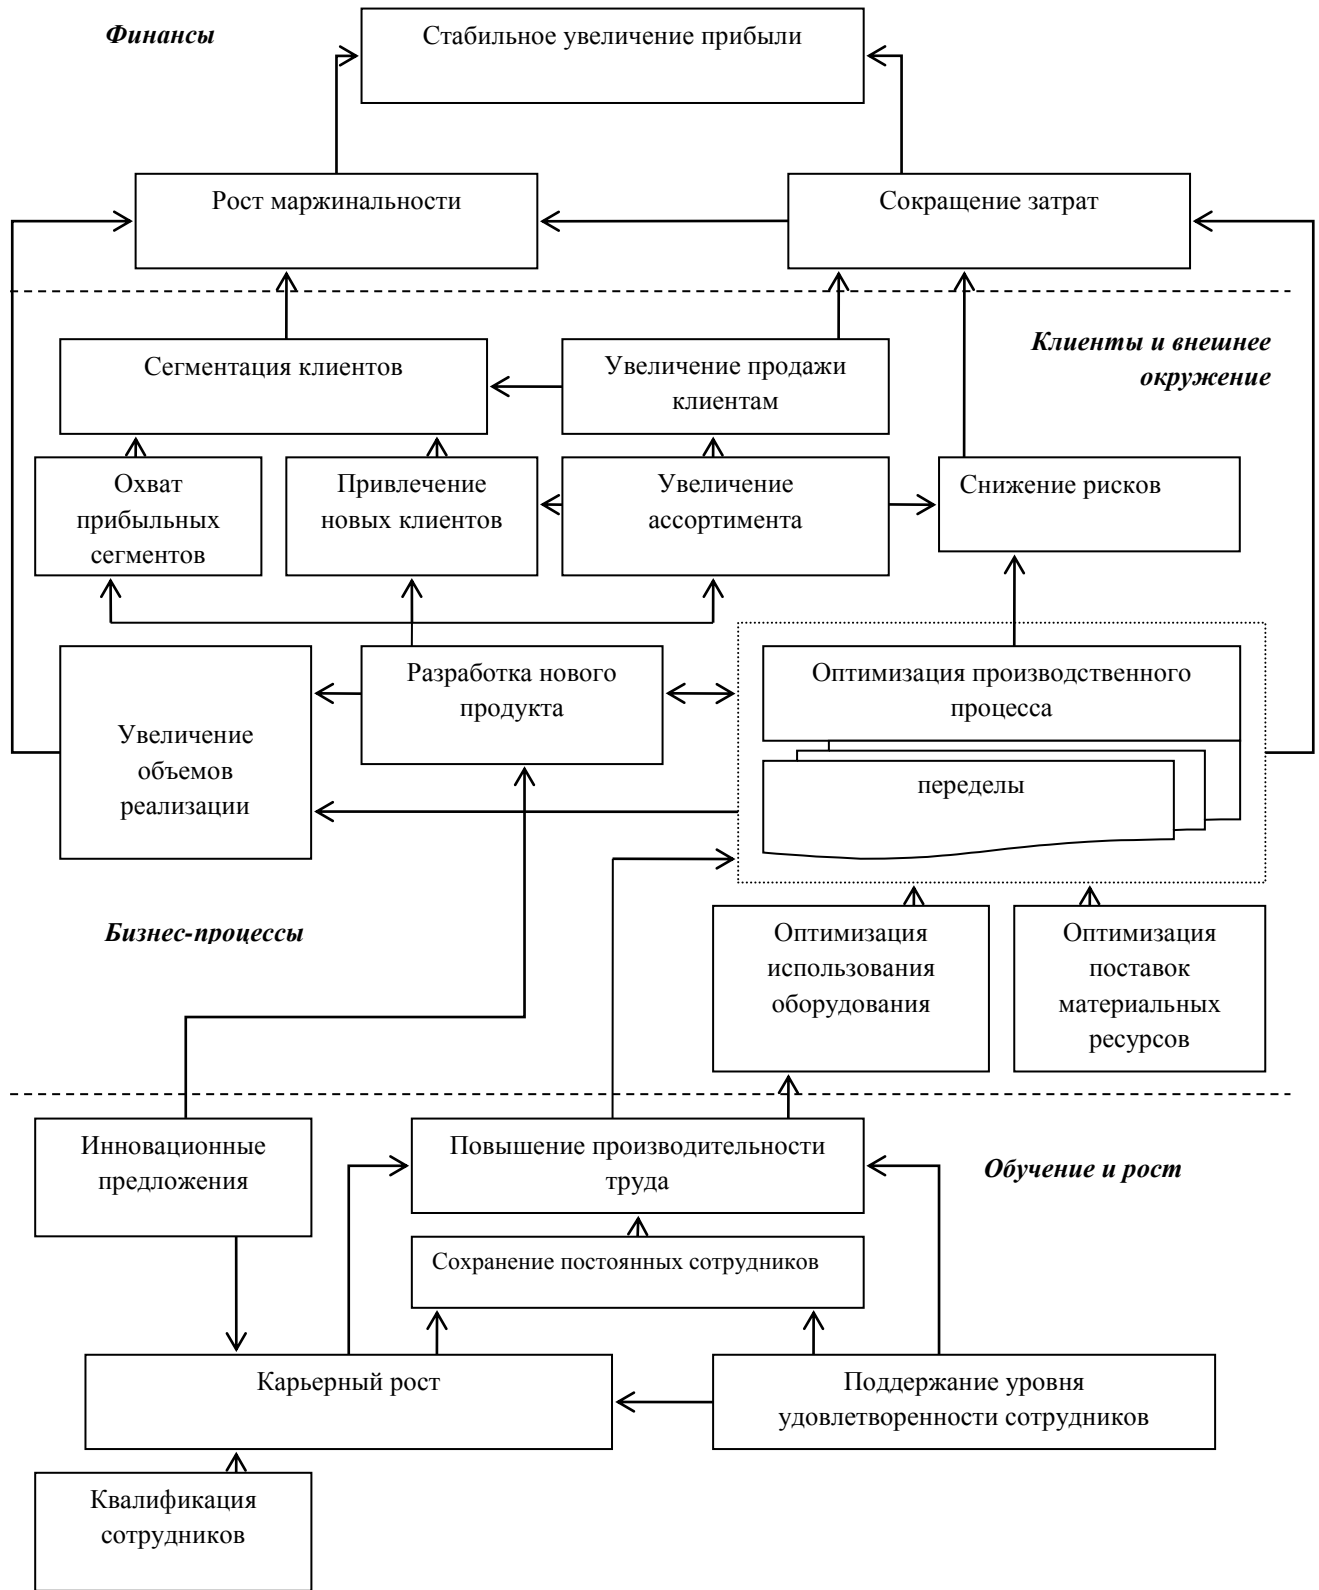 Финансы
Стабильное увеличение прибыли
Рост маржинальности
Сокращение затрат
Клиенты и внешнее
окружение
Сегментация клиентов
Увеличение продажи
клиентам
Охват
прибыльных
сегментов
Привлечение
новых клиентов
Увеличение
ассортимента
Снижение рисков
Увеличение
объемов
реализации
Разработка нового
продукта
Оптимизация производственного
процесса
переделы
Бизнес-процессы
Оптимизация
использования
оборудования
Оптимизация
поставок
материальных
ресурсов
Инновационные
предложения
Повышение производительности
труда
Обучение и рост
Сохранение постоянных сотрудников
Карьерный рост
Поддержание уровня
удовлетворенности сотрудников
Квалификация
сотрудников